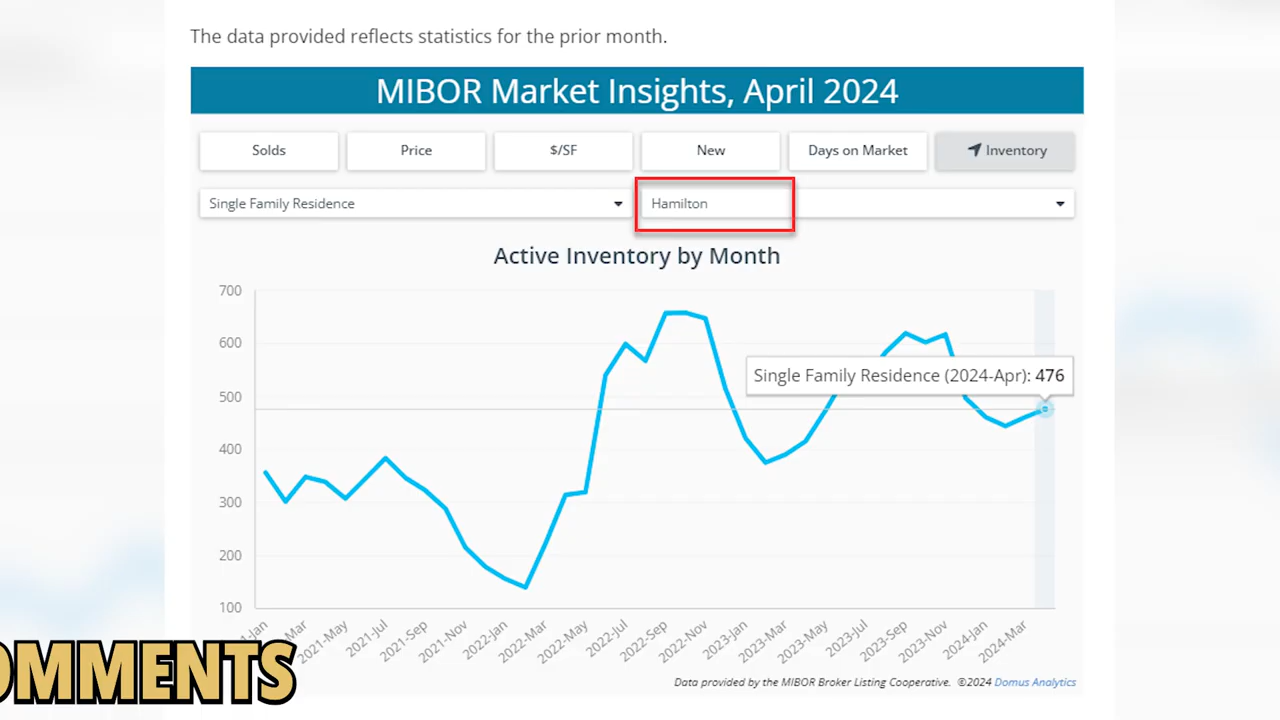 The data provided reflects statistics for the prior month.
MIBOR Market Insights, April 2024
Solds
Price
$/SF
New
Days on Market
Inventory
Single Family Residence
Hamilton
Active Inventory by Month
700
600
500
400
300
200
100
Single Family Residence (2024-Apr): 476
1-Jan
Mar
2021-May
2021-Jul
2021-Sep
2021-Nov
2022-Jan
2022-Mar
2022-May
2022-Jul
2022-Sep
2022-Nov
2023-Jan
2023-Mar
2023-May
2023-Jul
2023-Sep
2023-Nov
2024-Jan
2024-Mar
OMMENTS
Data provided by the MIBOR Broker Listing Cooperative. ©2024 Domus Analytics